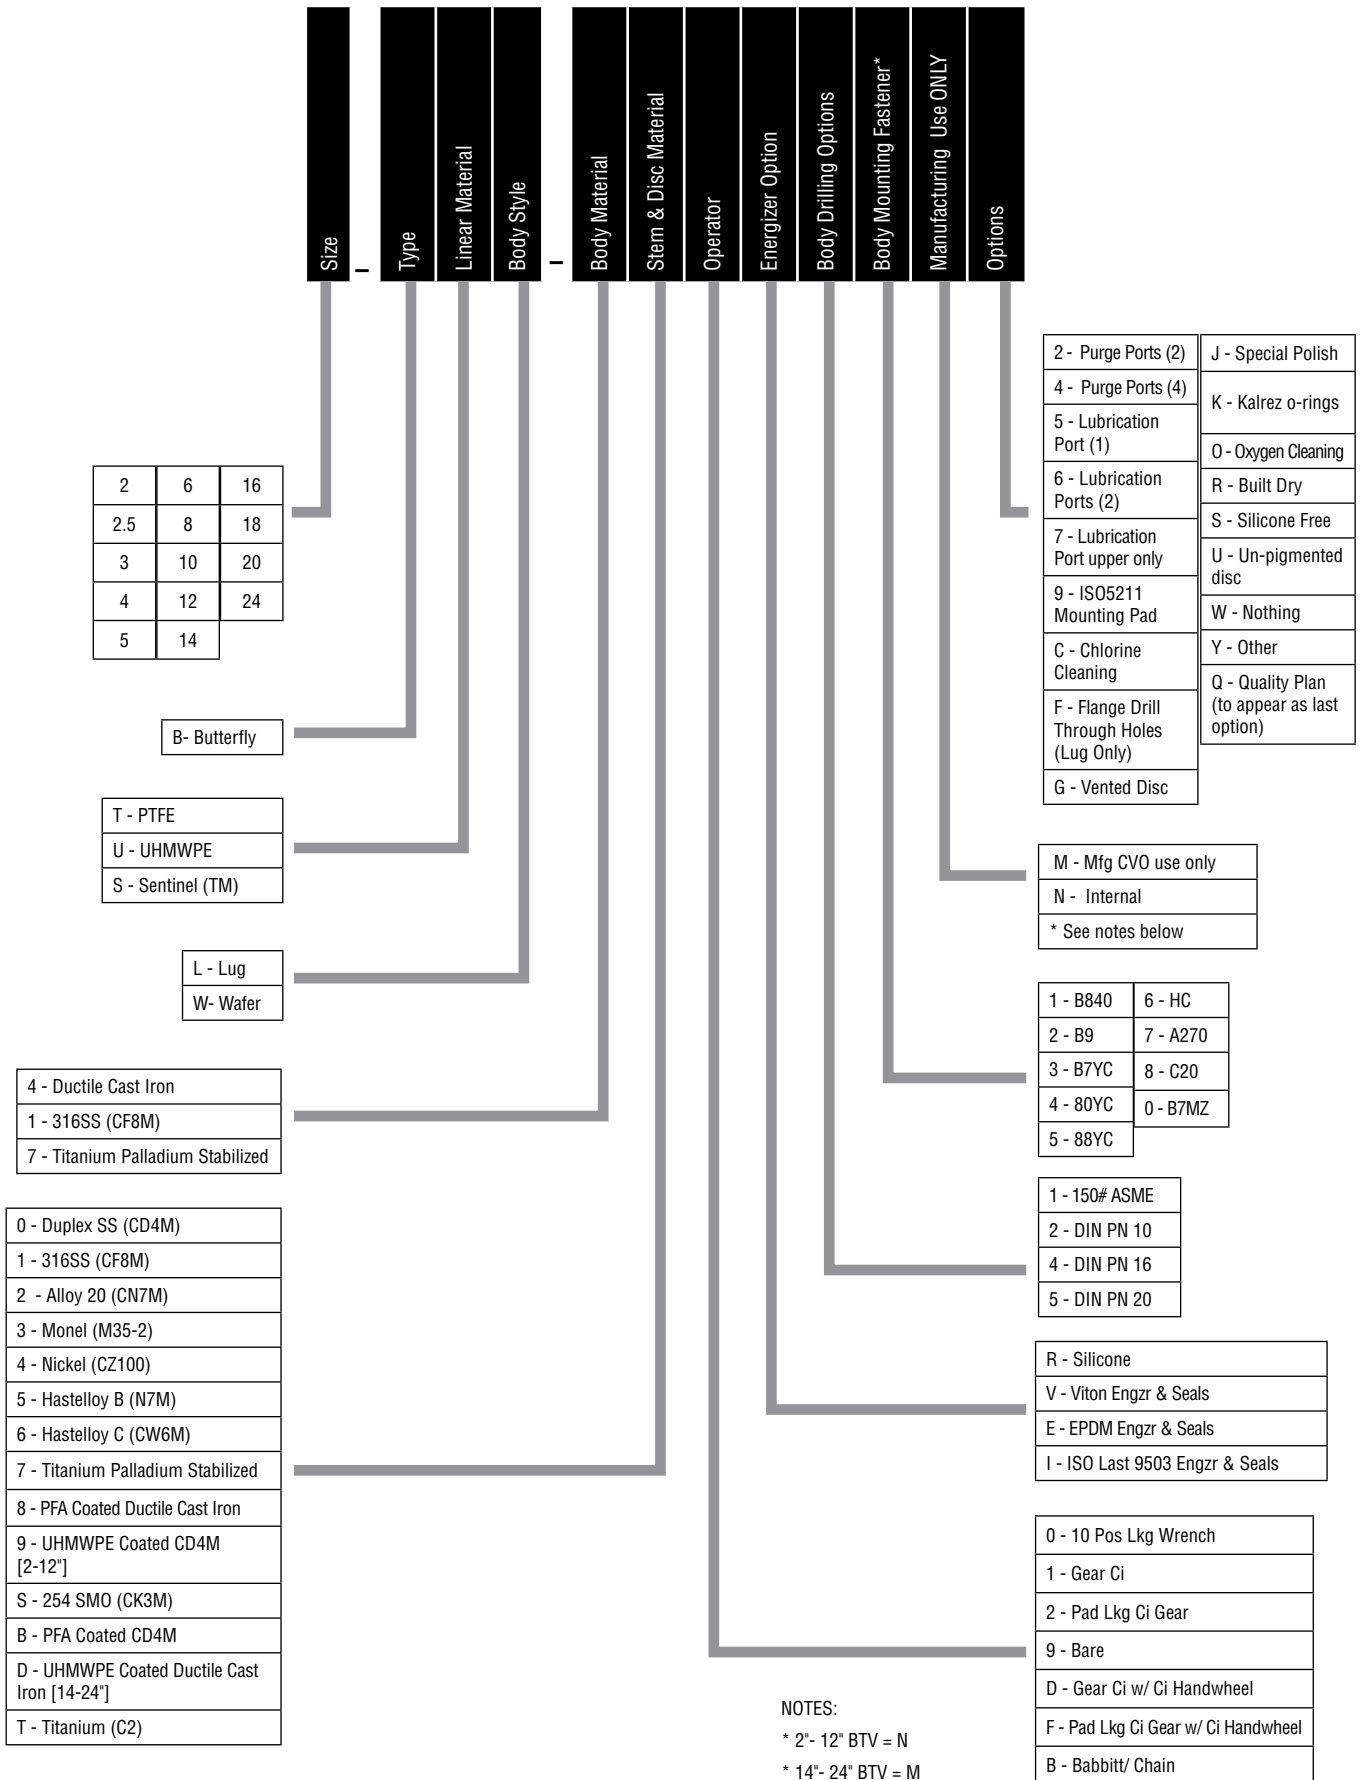 Size
–
Type
Linear Material
Body Style
–
Body Material
Stem & Disc Material
Operator
Energizer Option
Body Drilling Options
Body Mounting Fastener*
Manufacturing Use ONLY
Options
2 6 16
2.5 8 18
3 10 20
4 12 24
5 14
B- Butterfly
T - PTFE
U - UHMWPE
S - Sentinel (TM)
L - Lug
W- Wafer
4 - Ductile Cast Iron
1 - 316SS (CF8M)
7 - Titanium Palladium Stabilized
0 - Duplex SS (CD4M)
1 - 316SS (CF8M)
2 - Alloy 20 (CN7M)
3 - Monel (M35-2)
4 - Nickel (CZ100)
5 - Hastelloy B (N7M)
6 - Hastelloy C (CW6M)
7 - Titanium Palladium Stabilized
8 - PFA Coated Ductile Cast Iron
9 - UHMWPE Coated CD4M
[2-12"]
S - 254 SMO (CK3M)
B - PFA Coated CD4M
D - UHMWPE Coated Ductile Cast
Iron [14-24"]
T - Titanium (C2)
2 - Purge Ports (2)
4 - Purge Ports (4)
5 - Lubrication
Port (1)
6 - Lubrication
Ports (2)
7 - Lubrication
Port upper only
9 - ISO5211
Mounting Pad
C - Chlorine
Cleaning
F - Flange Drill
Through Holes
(Lug Only)
G - Vented Disc
J - Special Polish
K - Kalrez o-rings
O - Oxygen Cleaning
R - Built Dry
S - Silicone Free
U - Un-pigmented
disc
W - Nothing
Y - Other
Q - Quality Plan
(to appear as last
option)
M - Mfg CVO use only
N - Internal
* See notes below
1 - B840 6 - HC
2 - B9 7 - A270
3 - B7YC 8 - C20
4 - 80YC 0 - B7MZ
5 - 88YC
1 - 150# ASME
2 - DIN PN 10
4 - DIN PN 16
5 - DIN PN 20
R - Silicone
V - Viton Engzr & Seals
E - EPDM Engzr & Seals
I - ISO Last 9503 Engzr & Seals
0 - 10 Pos Lkg Wrench
1 - Gear Ci
2 - Pad Lkg Ci Gear
9 - Bare
D - Gear Ci w/ Ci Handwheel
F - Pad Lkg Ci Gear w/ Ci Handwheel
B - Babbitt/ Chain
NOTES:
* 2"- 12" BTV = N
* 14"- 24" BTV = M